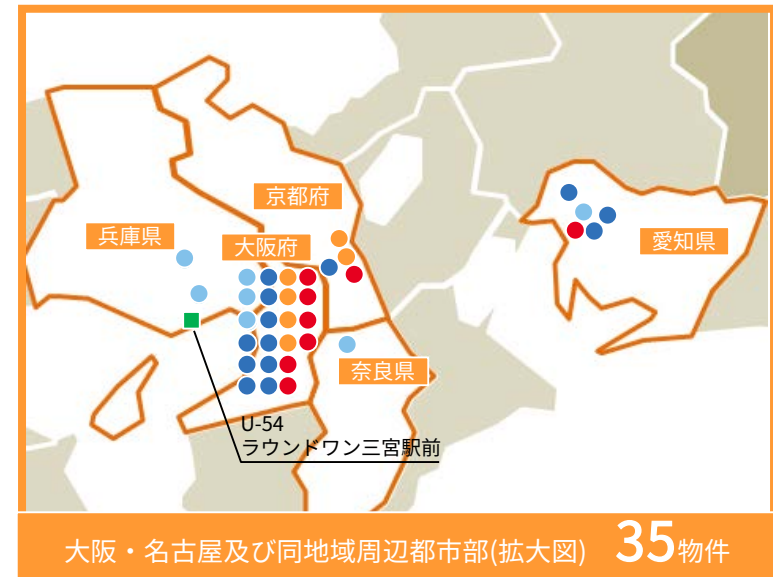 京都府
兵庫県
大阪府
愛知県
奈良県
U-54
ラウンドワン三宮駅前
大阪・名古屋及び同地域周辺都市部(拡大図) 35物件